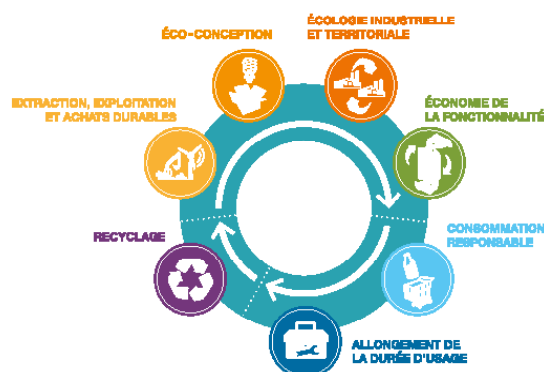 ÉCO-CONCEPTION
ÉCOLOGIE INDUSTRIELLE
ET TERRITORIALE
EXTRACTION, EXPLOITATION
ET ACHATS DURABLES
ÉCONOMIE DE
LA FONCTIONNALITÉ
RECYCLAGE
CONSOMMATION
RESPONSABLE
ALLONGEMENT DE
LA DURÉE D'USAGE